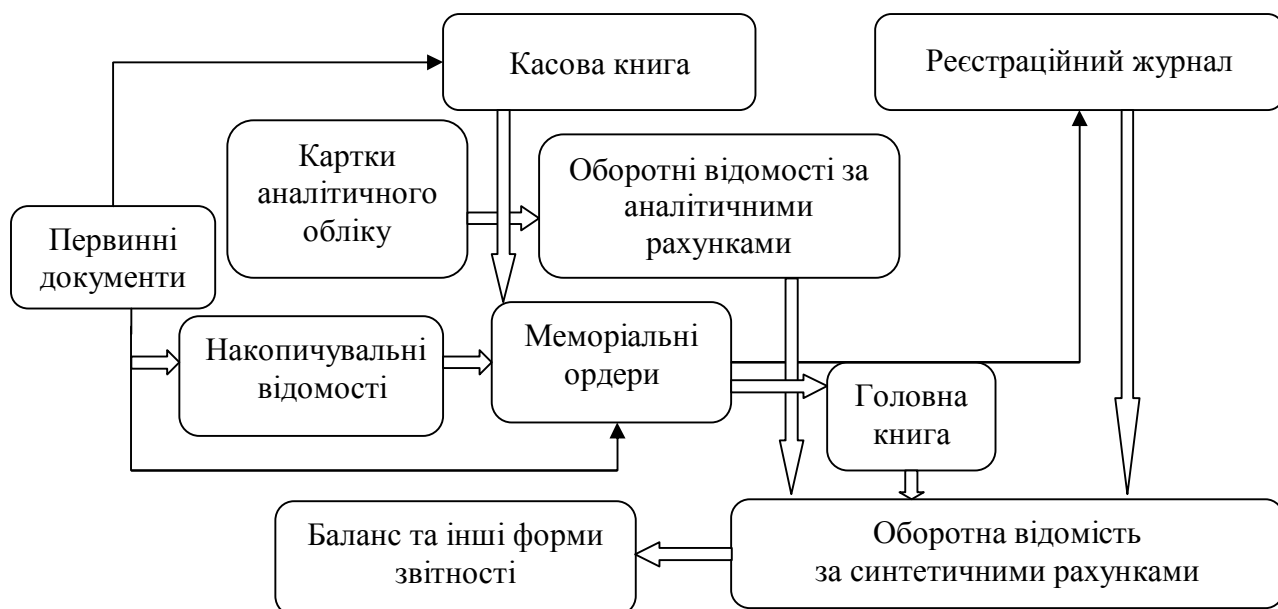 Касова книга
Реєстраційний журнал
Картки
аналітичного
обліку
Оборотні відомості за
аналітичними
рахунками
Первинні
документи
Накопичувальні
відомості
Меморіальні
ордери
Головна
книга
Баланс та інші форми
звітності
Оборотна відомість
за синтетичними рахунками